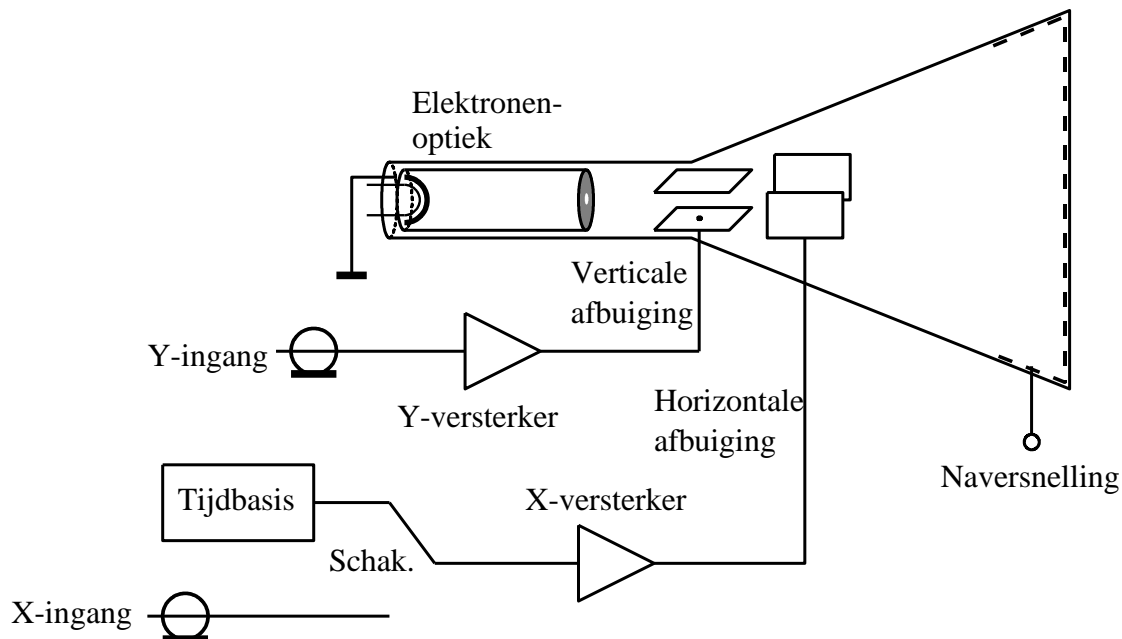 Elektronen-
optiek
Verticale
afbuiging
Y-ingang
Y-versterker
Horizontale
afbuiging
Naversnelling
Tijdbasis
X-versterker
Schak.
X-ingang